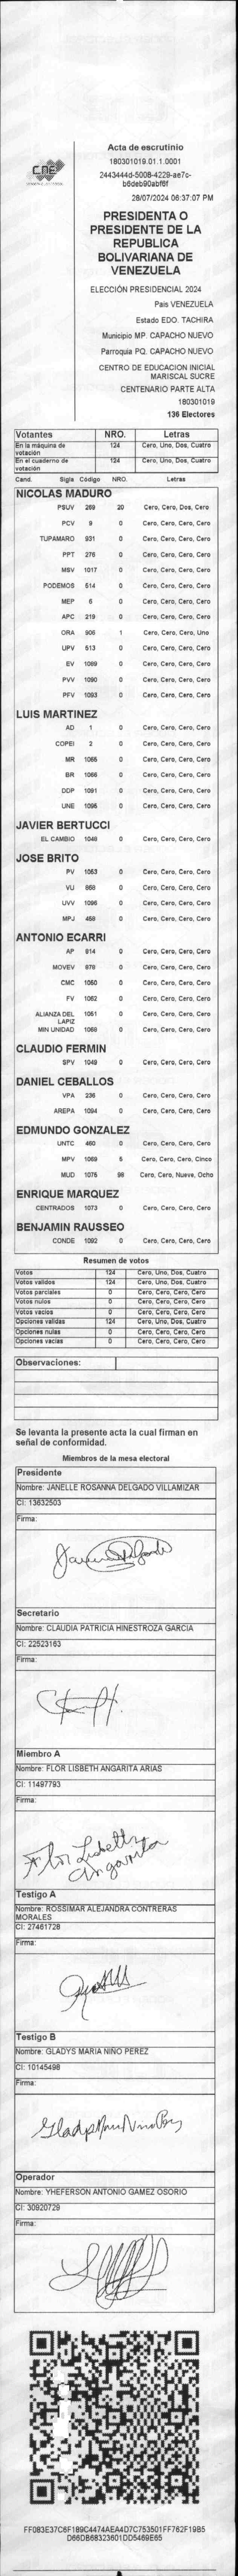 CNE
Acta de escrutinio
180301019.01.1.0001
2443444d-5008-4229-ae7c-
b6deb90abf6f
28/07/2024 06:37:07 PM
PRESIDENTA O
PRESIDENTE DE LA
REPUBLICA
BOLIVARIANA DE
VENEZUELA
ELECCIÓN PRESIDENCIAL 2024
Pais VENEZUELA
Estado EDO. TACHIRA
Municipio MP. CAPACHO NUEVO
Parroquia PQ. CAPACHO NUEVO
CENTRO DE EDUCACION INICIAL
MARISCAL SUCRE
CENTENARIO PARTE ALTA
180301019
136 Electores
Votantes NRO. Letras
En la máquina de votación 124 Cero, Uno, Dos, Cuatro
En el cuaderno de votación 124 Cero, Uno, Dos, Cuatro
Cand. Sigla Código NRO. Letras
NICOLAS MADURO
PSUV 269 20 Cero, Cero, Dos, Cero
PCV 9 0 Cero, Cero, Cero, Cero
TUPAMARO 931 0 Cero, Cero, Cero, Cero
PPT 276 0 Cero, Cero, Cero, Cero
MSV 1017 0 Cero, Cero, Cero, Cero
PODEMOS 514 0 Cero, Cero, Cero, Cero
MEP 6 0 Cero, Cero, Cero, Cero
APC 219 0 Cero, Cero, Cero, Cero
ORA 906 1 Cero, Cero, Cero, Uno
UPV 513 0 Cero, Cero, Cero, Cero
EV 1089 0 Cero, Cero, Cero, Cero
PVV 1090 0 Cero, Cero, Cero, Cero
PFV 1093 0 Cero, Cero, Cero, Cero
LUIS MARTINEZ
AD 1 0 Cero, Cero, Cero, Cero
COPEI 2 0 Cero, Cero, Cero, Cero
MR 1065 0 Cero, Cero, Cero, Cero
BR 1066 0 Cero, Cero, Cero, Cero
DDP 1091 0 Cero, Cero, Cero, Cero
UNE 1095 0 Cero, Cero, Cero, Cero
JAVIER BERTUCCI
EL CAMBIO 1048 0 Cero, Cero, Cero, Cero
JOSE BRITO
PV 1053 0 Cero, Cero, Cero, Cero
VU 868 0 Cero, Cero, Cero, Cero
UVV 1096 0 Cero, Cero, Cero, Cero
MPJ 458 0 Cero, Cero, Cero, Cero
ANTONIO ECARRI
AP 914 0 Cero, Cero, Cero, Cero
MOVEV 879 0 Cero, Cero, Cero, Cero
CMC 1050 0 Cero, Cero, Cero, Cero
FV 1062 0 Cero, Cero, Cero, Cero
ALIANZA DEL LAPIZ 1051 0 Cero, Cero, Cero, Cero
MIN UNIDAD 1068 0 Cero, Cero, Cero, Cero
CLAUDIO FERMIN
SPV 1049 0 Cero, Cero, Cero, Cero
DANIEL CEBALLOS
VPA 236 0 Cero, Cero, Cero, Cero
AREPA 1094 0 Cero, Cero, Cero, Cero
EDMUNDO GONZALEZ
UNTC 460 0 Cero, Cero, Cero, Cero
MPV 1069 5 Cero, Cero, Cero, Cinco
MUD 1075 98 Cero, Cero, Nueve, Ocho
ENRIQUE MARQUEZ
CENTRADOS 1073 0 Cero, Cero, Cero, Cero
BENJAMIN RAUSSEO
CONDE 1092 0 Cero, Cero, Cero, Cero
Resumen de votos
Votos 124 Cero, Uno, Dos, Cuatro
Votos validos 124 Cero, Uno, Dos, Cuatro
Votos parciales 0 Cero, Cero, Cero, Cero
Votos nulos 0 Cero, Cero, Cero, Cero
Votos vacios 0 Cero, Cero, Cero, Cero
Opciones validas 124 Cero, Uno, Dos, Cuatro
Opciones nulas 0 Cero, Cero, Cero, Cero
Opciones vacias 0 Cero, Cero, Cero, Cero
Observaciones:
Se levanta la presente acta la cual firman en
señal de conformidad.
Miembros de la mesa electoral
Presidente
Nombre: JANELLE ROSANNA DELGADO VILLAMIZAR
CI: 13632503
Firma:
Secretario
Nombre: CLAUDIA PATRICIA HINESTROZA GARCIA
CI: 22523163
Firma:
Miembro A
Nombre: FLOR LISBETH ANGARITA ARIAS
CI: 11497793
Firma:
Flor Lisbeth
Angarita
Testigo A
Nombre: ROSSIMAR ALEJANDRA CONTRERAS
MORALES
CI: 27461728
Firma:
Testigo B
Nombre: GLADYS MARIA NIÑO PEREZ
CI: 10145498
Firma:
Operador
Nombre: YHEFERSON ANTONIO GAMEZ OSORIO
CI: 30920729
Firma:
FF083E37C6F189C4474AEA4D7C753501FF762F19B5
D66DB68323601DD5469E65